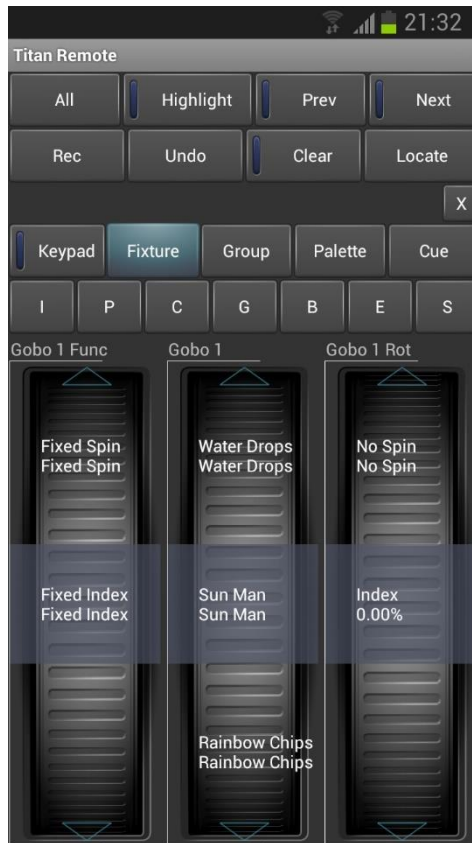 21:32
Titan Remote
All Highlight Prev Next
Rec Undo Clear Locate
X
Keypad Fixture Group Palette Cue
I P C G B E S
Gobo 1 Func Gobo 1 Gobo 1 Rot
Fixed Spin Water Drops No Spin
Fixed Spin Water Drops No Spin
Fixed Index Sun Man Index
Fixed Index Sun Man 0.00%
Rainbow Chips
Rainbow Chips